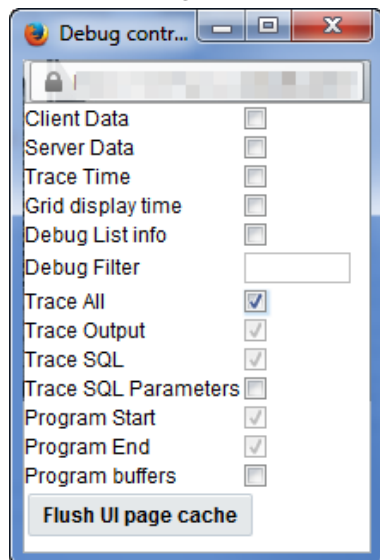 Debug contr...
Client Data
Server Data
Trace Time
Grid display time
Debug List info
Debug Filter
Trace All
Trace Output
Trace SQL
Trace SQL Parameters
Program Start
Program End
Program buffers
Flush UI page cache